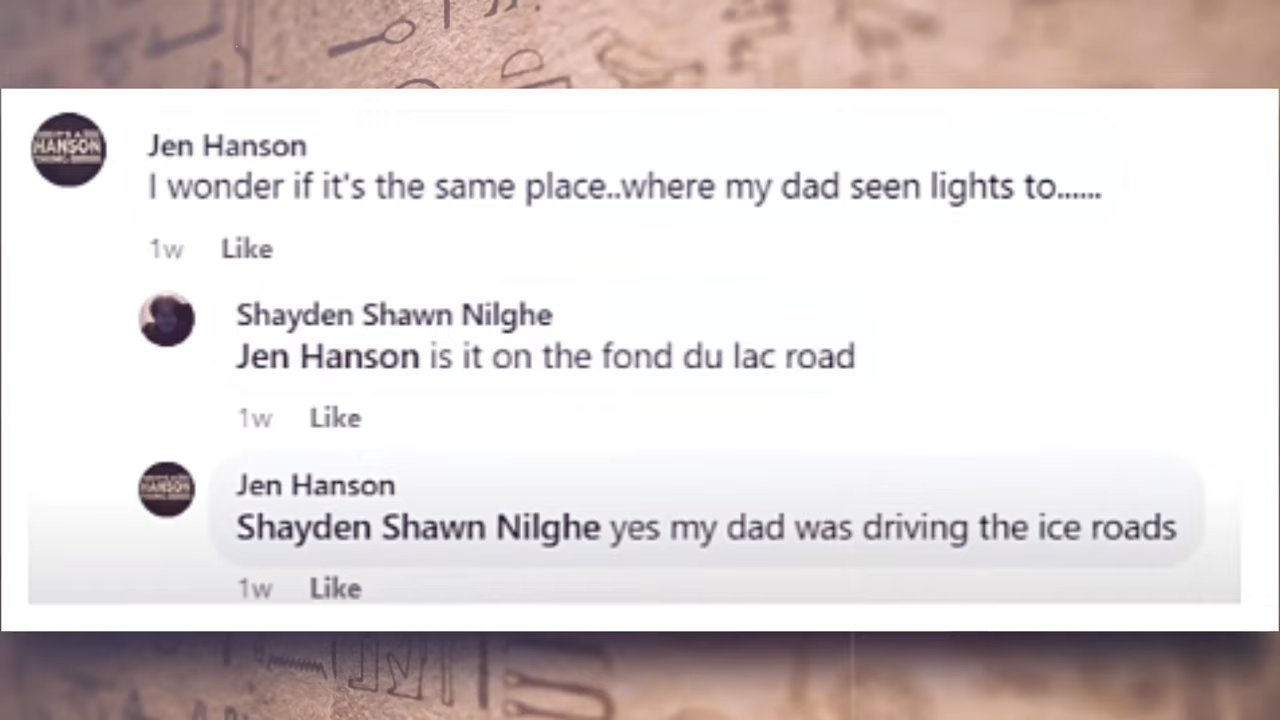 HANSON
Jen Hanson
I wonder if it's the same place..where my dad seen lights to......
1w Like
Shayden Shawn Nilghe
Jen Hanson is it on the fond du lac road
1w Like
HANSON
Jen Hanson
Shayden Shawn Nilghe yes my dad was driving the ice roads
1w Like